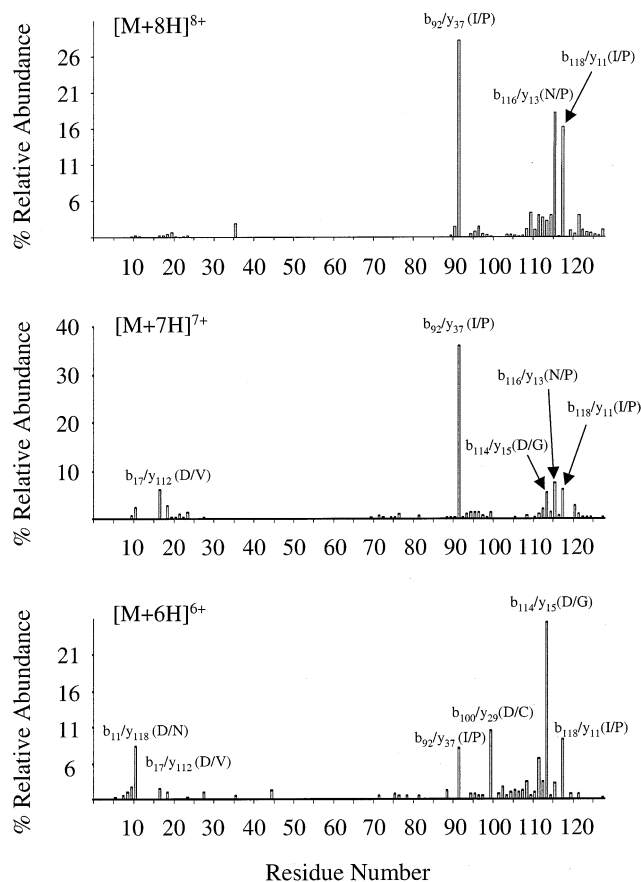 [M+8H]8+
b92/y37 (I/P)
b118/y11(I/P)
b116/y13(N/P)
% Relative Abundance
26
21
16
11
6
10 20 30 40 50 60 70 80 90 100 110 120
[M+7H]7+
b92/y37 (I/P)
b116/y13(N/P)
b118/y11(I/P)
b114/y15(D/G)
b17/y112 (D/V)
% Relative Abundance
40
30
20
10
10 20 30 40 50 60 70 80 90 100 110 120
[M+6H]6+
b114/y15(D/G)
b100/y29(D/C)
b11/y118 (D/N)
b92/y37 (I/P)
b118/y11(I/P)
b17/y112 (D/V)
% Relative Abundance
21
16
11
6
10 20 30 40 50 60 70 80 90 100 110 120
Residue Number